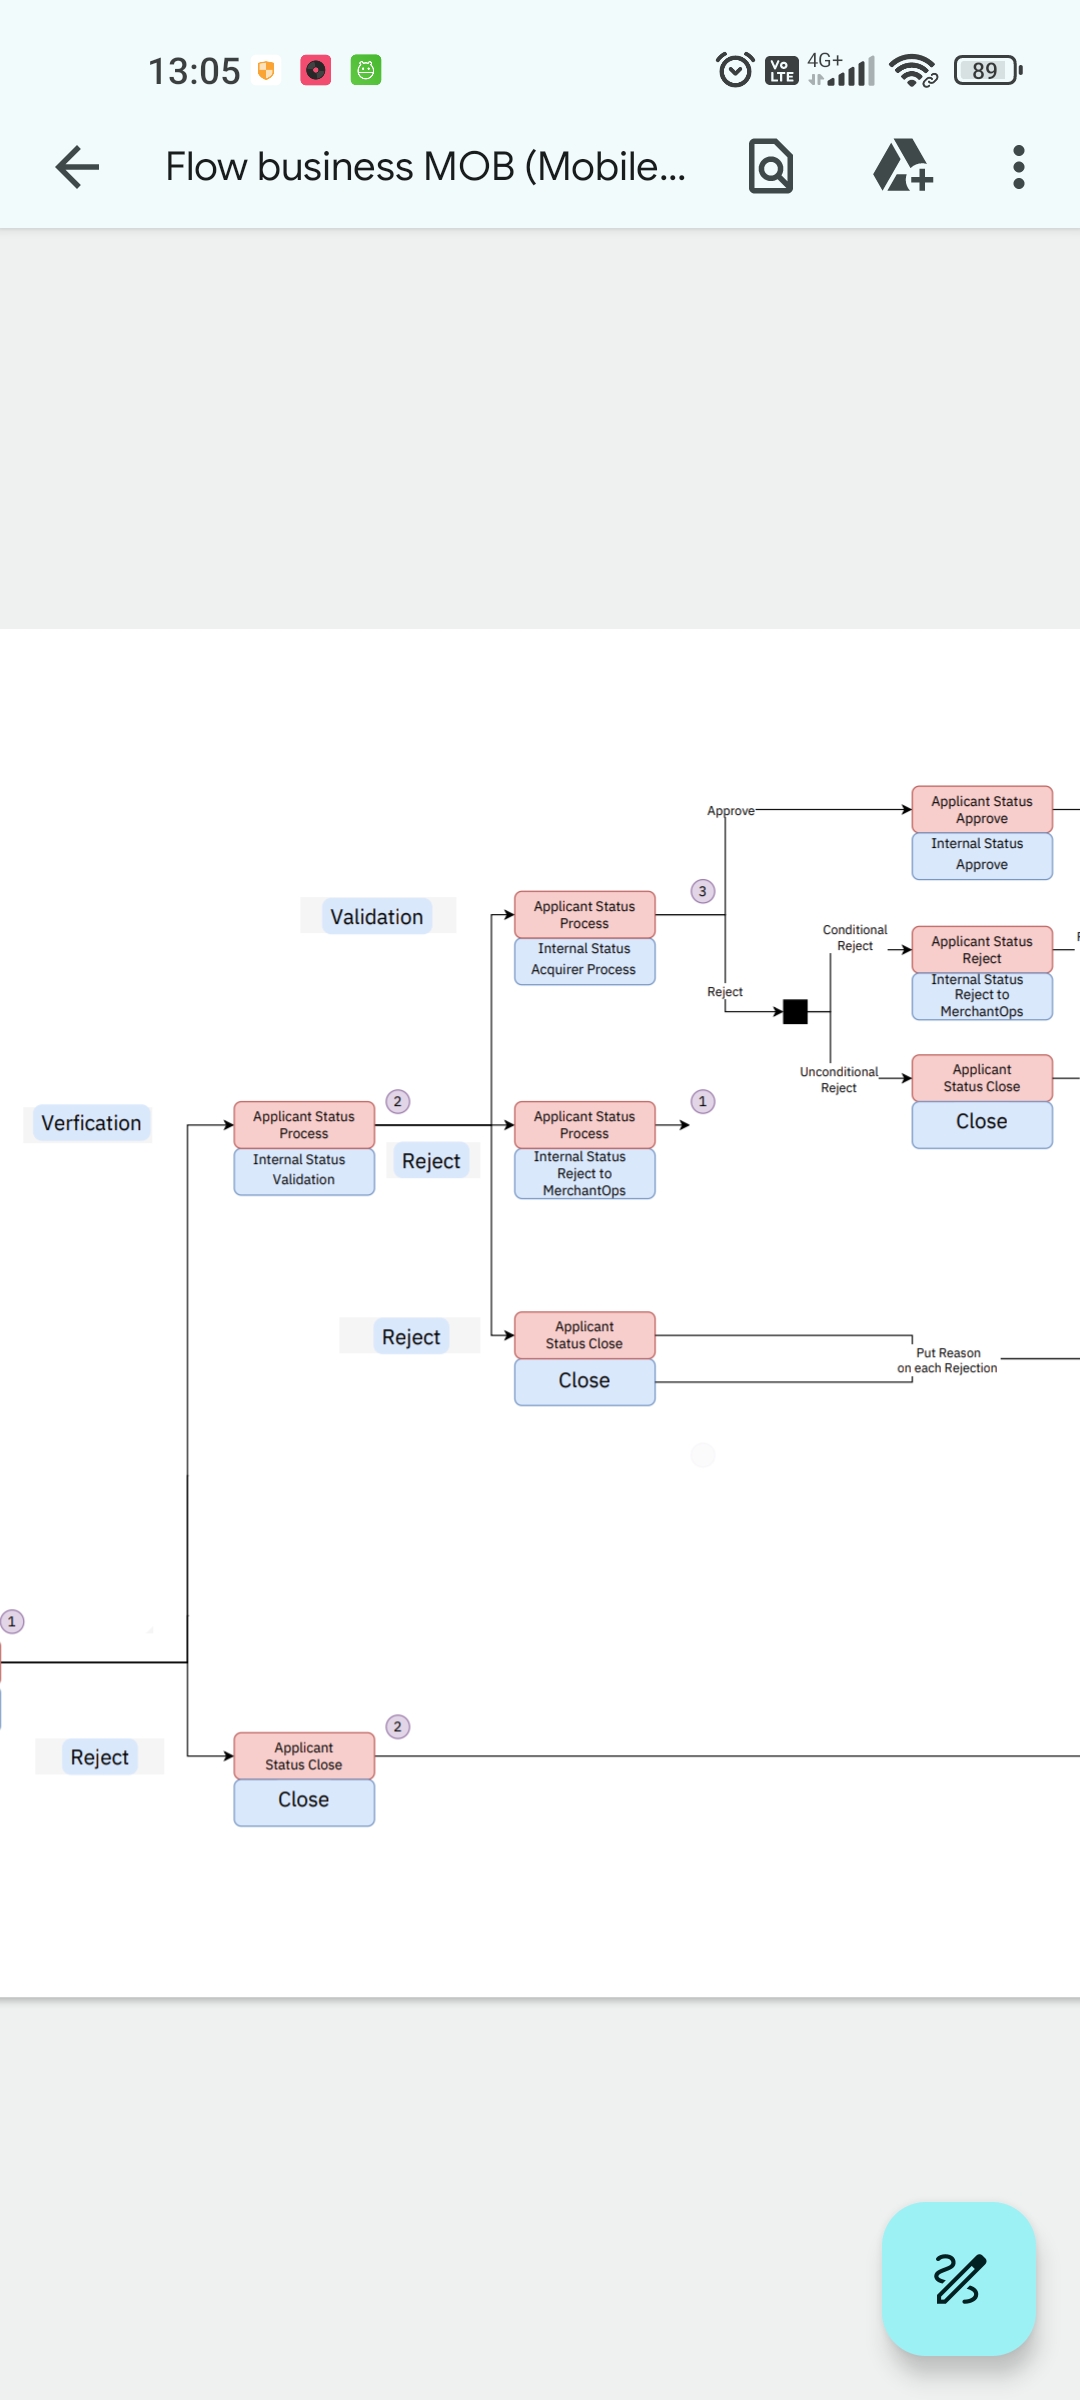 13:05
Vo LTE
4G+
89
Flow business MOB (Mobile...
Approve
Applicant Status
Approve
Internal Status
Approve
3
Validation
Applicant Status
Process
Internal Status
Acquirer Process
Conditional
Reject
Applicant Status
Reject
Internal Status
Reject to
MerchantOps
Reject
Unconditional
Reject
Applicant
Status Close
Close
Verfication
Applicant Status
Process
Internal Status
Validation
2
Reject
Applicant Status
Process
Internal Status
Reject to
MerchantOps
1
Reject
Applicant
Status Close
Close
Put Reason
on each Rejection
1
Reject
Applicant
Status Close
Close
2